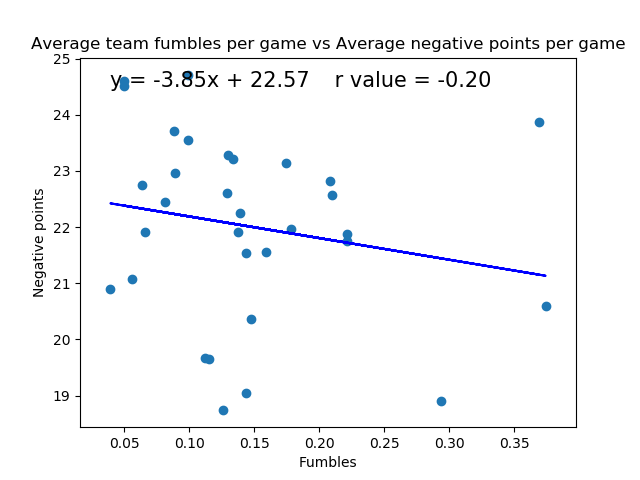 Average team fumbles per game vs Average negative points per game
y = -3.85x + 22.57    r value = -0.20
25
24
23
22
21
20
19
Negative points
0.05 0.10 0.15 0.20 0.25 0.30 0.35
Fumbles